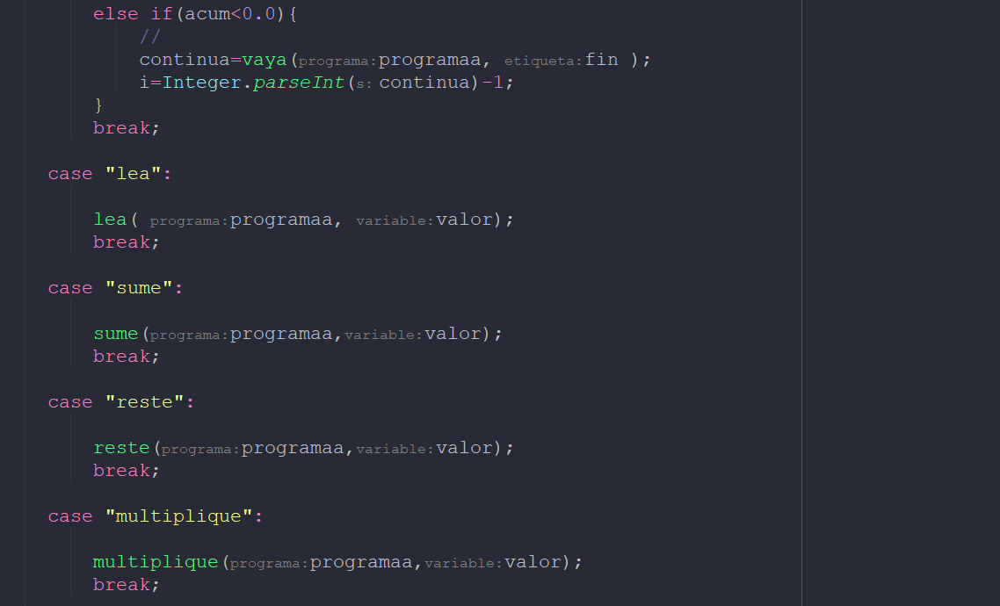 else if(acum<0.0){
//
continua=vaya(programa:programaa, etiqueta:fin );
i=Integer.parseInt(s: continua)-1;
}
break;
case "lea":
lea( programa:programaa, variable:valor);
break;
case "sume":
sume(programa:programaa,variable:valor);
break;
case "reste":
reste(programa:programaa,variable:valor);
break;
case "multiplique":
multiplique(programa:programaa,variable:valor);
break;